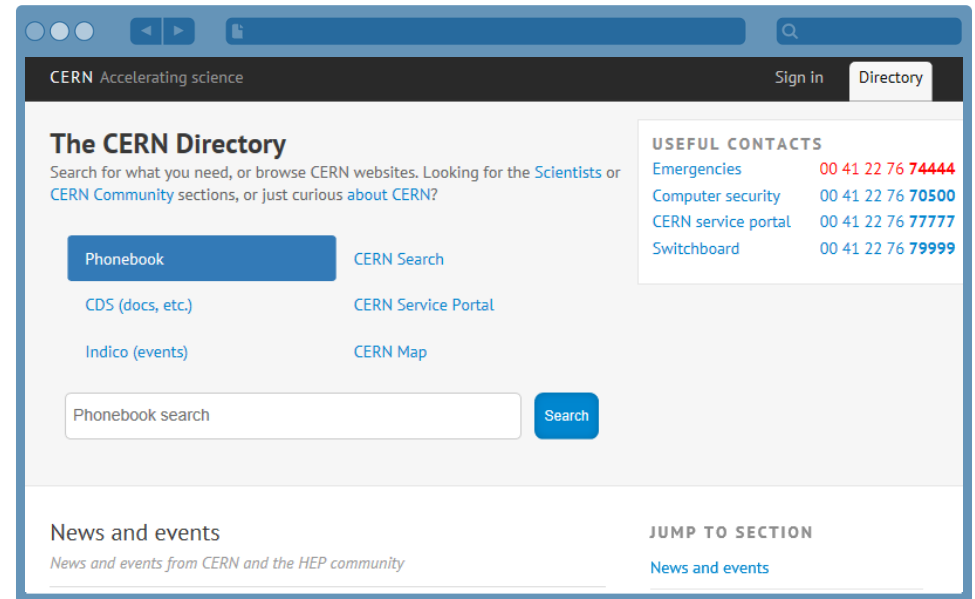 CERN Accelerating science
Sign in
Directory
The CERN Directory
Search for what you need, or browse CERN websites. Looking for the Scientists or
CERN Community sections, or just curious about CERN?
Phonebook
CERN Search
CDS (docs, etc.)
CERN Service Portal
Indico (events)
CERN Map
Phonebook search
Search
USEFUL CONTACTS
Emergencies 00 41 22 76 74444
Computer security 00 41 22 76 70500
CERN service portal 00 41 22 76 77777
Switchboard 00 41 22 76 79999
News and events
News and events from CERN and the HEP community
JUMP TO SECTION
News and events